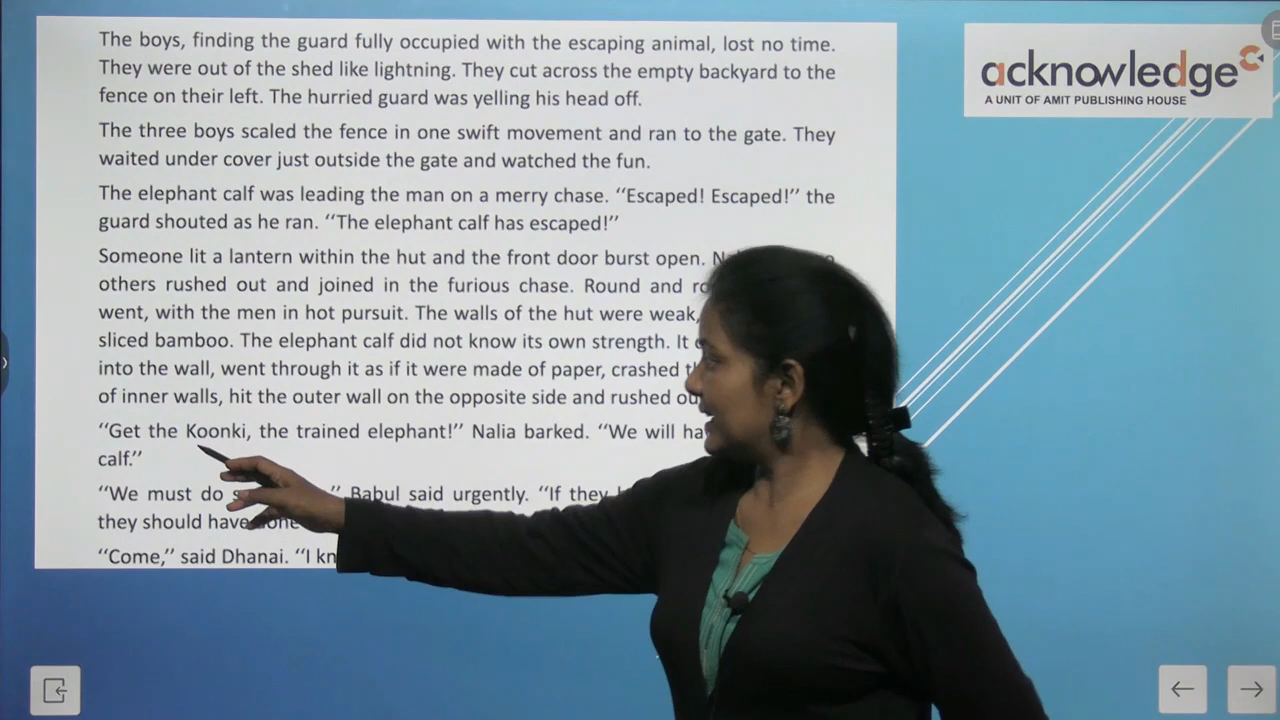 The boys, finding the guard fully occupied with the escaping animal, lost no time.
They were out of the shed like lightning. They cut across the empty backyard to the
fence on their left. The hurried guard was yelling his head off.
The three boys scaled the fence in one swift movement and ran to the gate. They
waited under cover just outside the gate and watched the fun.
The elephant calf was leading the man on a merry chase. “Escaped! Escaped!” the
guard shouted as he ran. “The elephant calf has escaped!”
Someone lit a lantern within the hut and the front door burst open.
others rushed out and joined in the furious chase. Round and
went, with the men in hot pursuit. The walls of the hut were weak,
sliced bamboo. The elephant calf did not know its own strength. It
into the wall, went through it as if it were made of paper, crashed
of inner walls, hit the outer wall on the opposite side and rushed
“Get the Koonki, the trained elephant!” Nalia barked. “We will
calf.”
“We must do ” Babul said urgently. “If they
they should have
“Come,” said Dhanai. “I
acknowledge
A UNIT OF AMIT PUBLISHING HOUSE